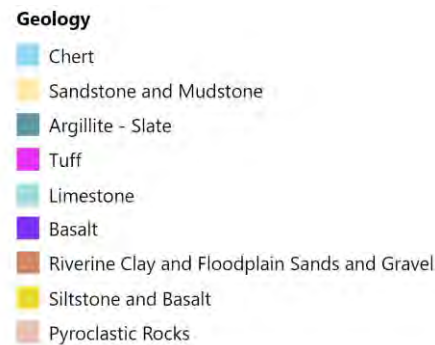 Geology
Chert
Sandstone and Mudstone
Argillite - Slate
Tuff
Limestone
Basalt
Riverine Clay and Floodplain Sands and Gravel
Siltstone and Basalt
Pyroclastic Rocks